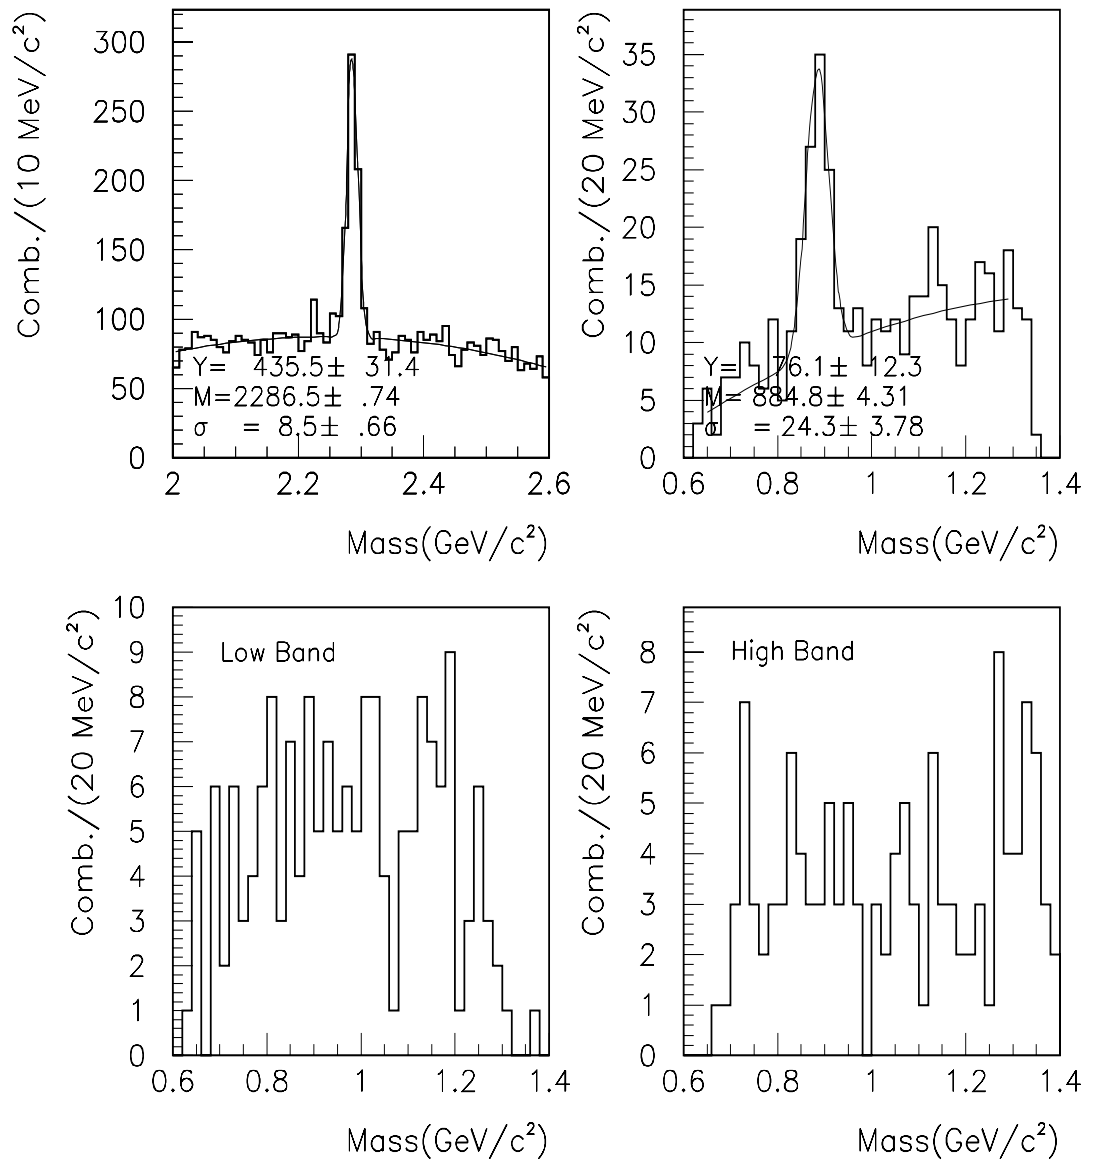 Comb./(10 MeV/c²)
300
250
200
150
100
50
0
Y= 435.5± 31.4
M=2286.5± .74
σ = 8.5± .66
2 2.2 2.4 2.6
Mass(GeV/c²)
Comb./(20 MeV/c²)
35
30
25
20
15
10
5
0
Y= 76.1± 12.3
M= 884.8± 4.31
σ = 24.3± 3.78
0.6 0.8 1 1.2 1.4
Mass(GeV/c²)
Comb./(20 MeV/c²)
10
9
8
7
6
5
4
3
2
1
0
Low Band
0.6 0.8 1 1.2 1.4
Mass(GeV/c²)
Comb./(20 MeV/c²)
8
7
6
5
4
3
2
1
0
High Band
0.6 0.8 1 1.2 1.4
Mass(GeV/c²)